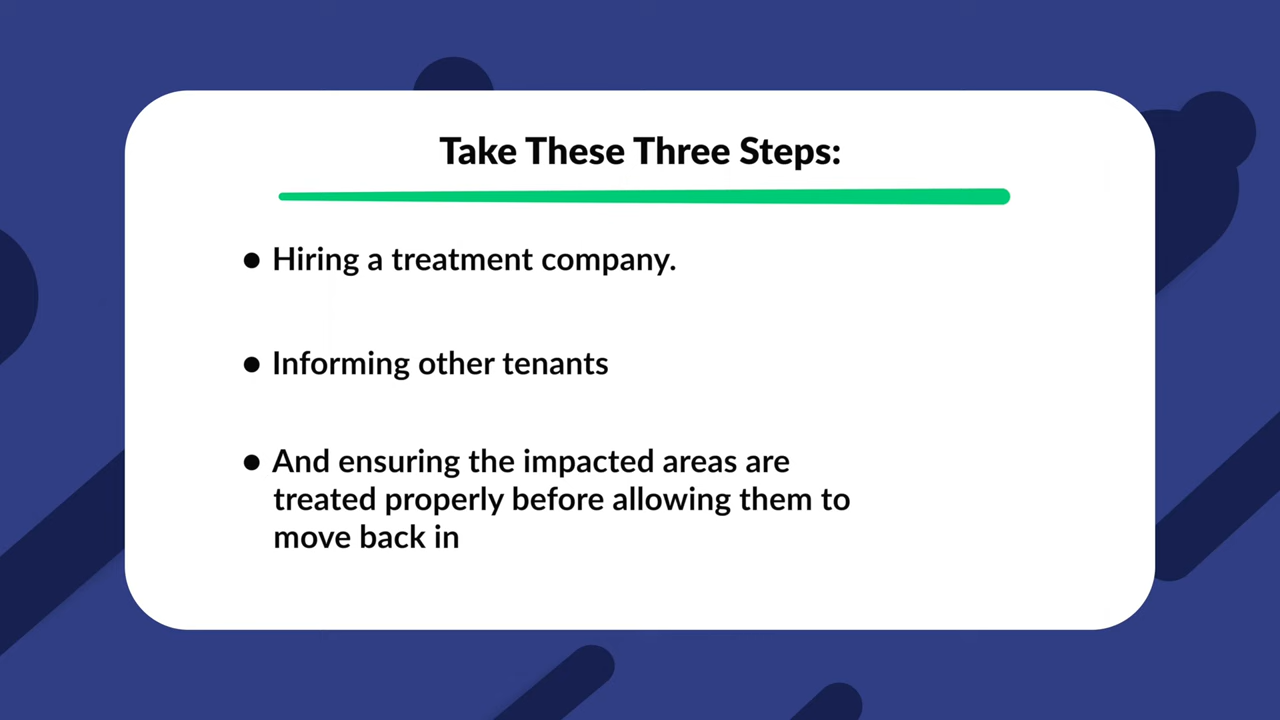 Take These Three Steps:
● Hiring a treatment company.
● Informing other tenants
● And ensuring the impacted areas are
treated properly before allowing them to
move back in